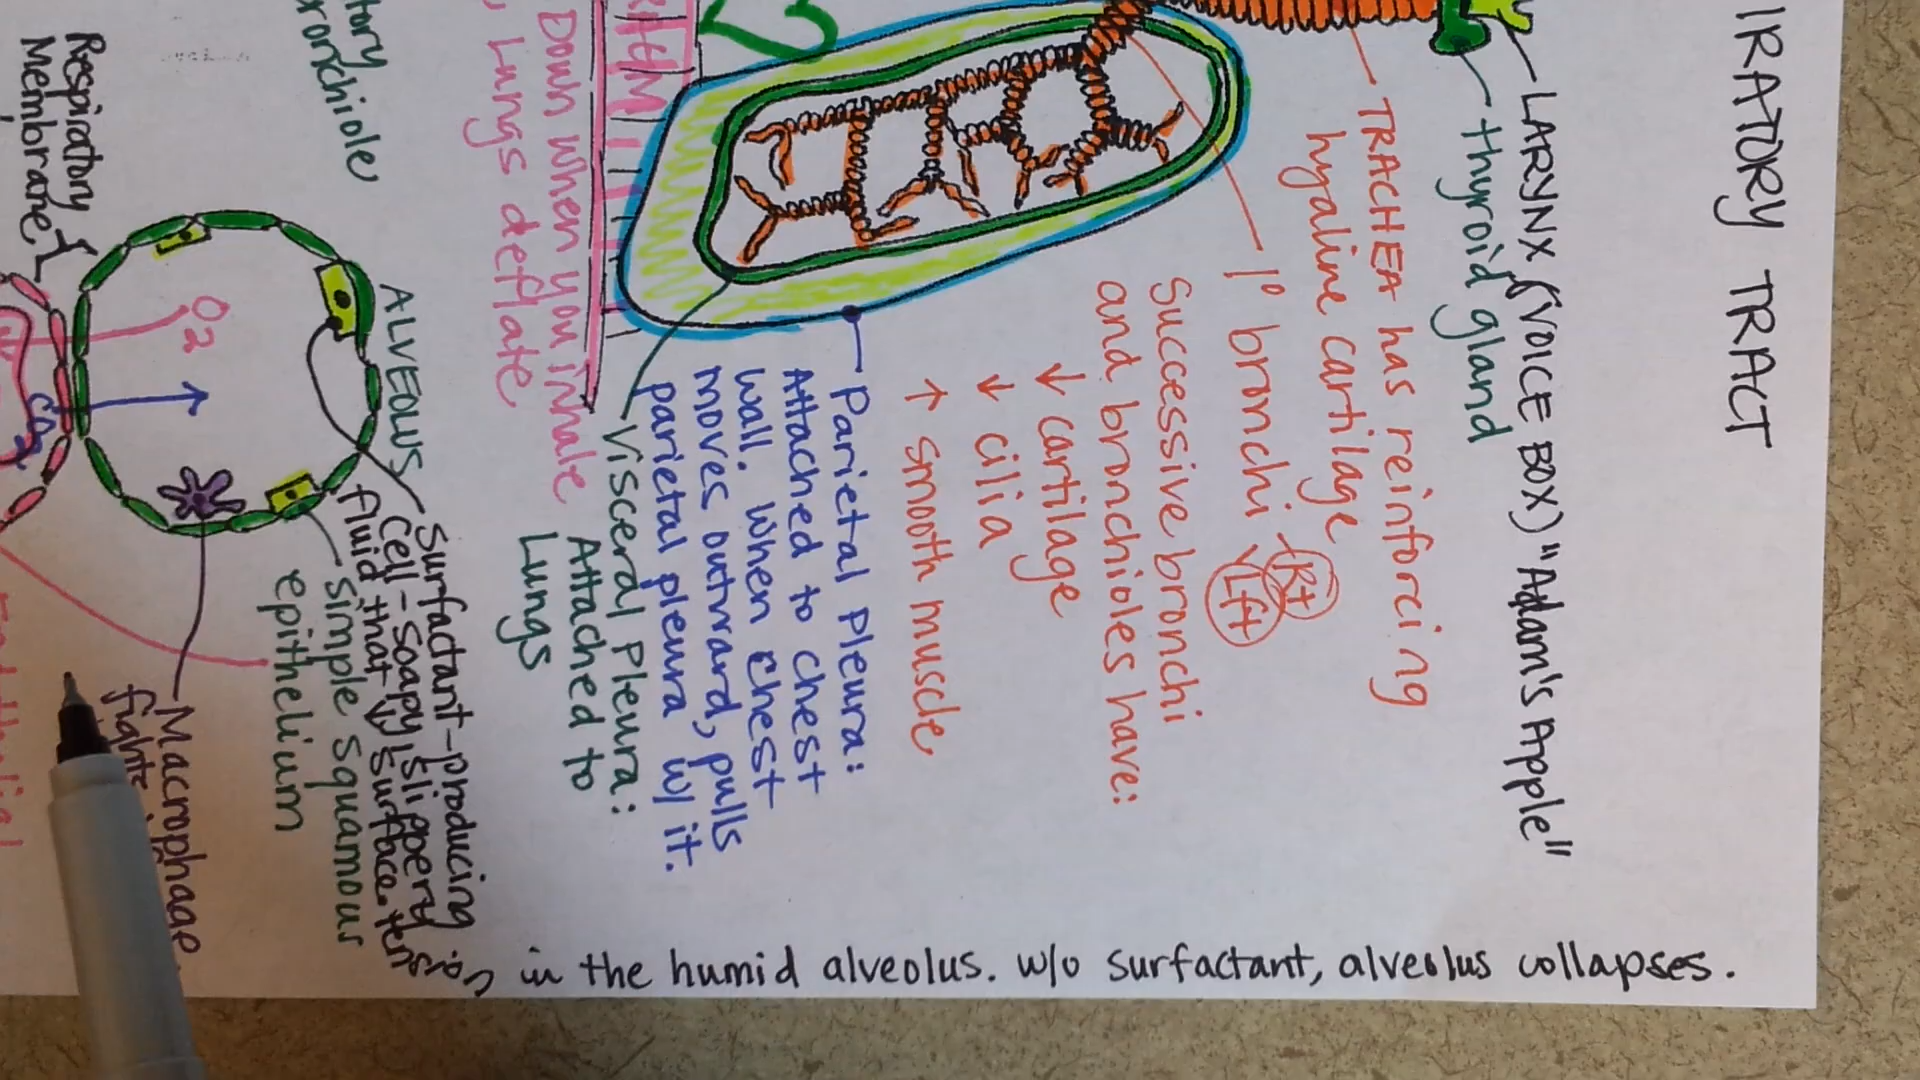 IRATORY TRACT
LARYNX (VOICE BOX) "Adam's Apple"
thyroid gland
TRACHEA has reinforcing
hyaline cartilage
1° bronchi
Rt
Lft
Successive bronchi
and bronchioles have:
↓ cartilage
↓ cilia
↑ smooth muscle
Parietal Pleura:
Attached to chest
wall. When chest
moves outward, pulls
parietal pleura w/ it.
Visceral Pleura:
Attached to
Lungs
Down when you inhale
, Lungs deflate
ALVEOLUS
Surfactant-producing
Cell - soapy, slippery
fluid that ↓ surface tension
in the humid alveolus. w/o surfactant, alveolus collapses.
simple squamous
epithelium
Macrophage
fights
Respiratory
Membrane
O2
CO2